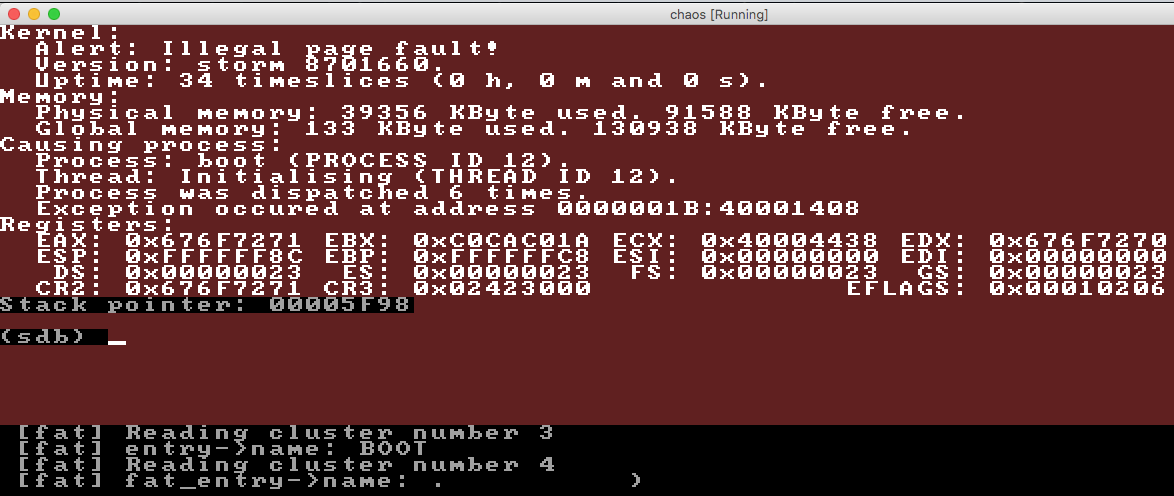 chaos [Running]
Kernel:
Alert: Illegal page fault!
Version: storm 8701660.
Uptime: 34 timeslices (0 h, 0 m and 0 s).
Memory:
Physical memory: 39356 KByte used. 91588 KByte free.
Global memory: 133 KByte used. 130938 KByte free.
Causing process:
Process: boot (PROCESS ID 12).
Thread: Initialising (THREAD ID 12).
Process was dispatched 6 times.
Exception occured at address 0000001B:40001408
Registers:
EAX: 0x676F7271 EBX: 0xC0CAC01A ECX: 0x40004438 EDX: 0x676F7270
ESP: 0xFFFFFF8C EBP: 0xFFFFFFC8 ESI: 0x00000000 EDI: 0x00000000
DS: 0x00000023 ES: 0x00000023 FS: 0x00000023 GS: 0x00000023
CR2: 0x676F7271 CR3: 0x02423000 EFLAGS: 0x00010206
Stack pointer: 00005F98
(sdb) _
[fat] Reading cluster number 3
[fat] entry->name: BOOT
[fat] Reading cluster number 4
[fat] fat_entry->name: . )